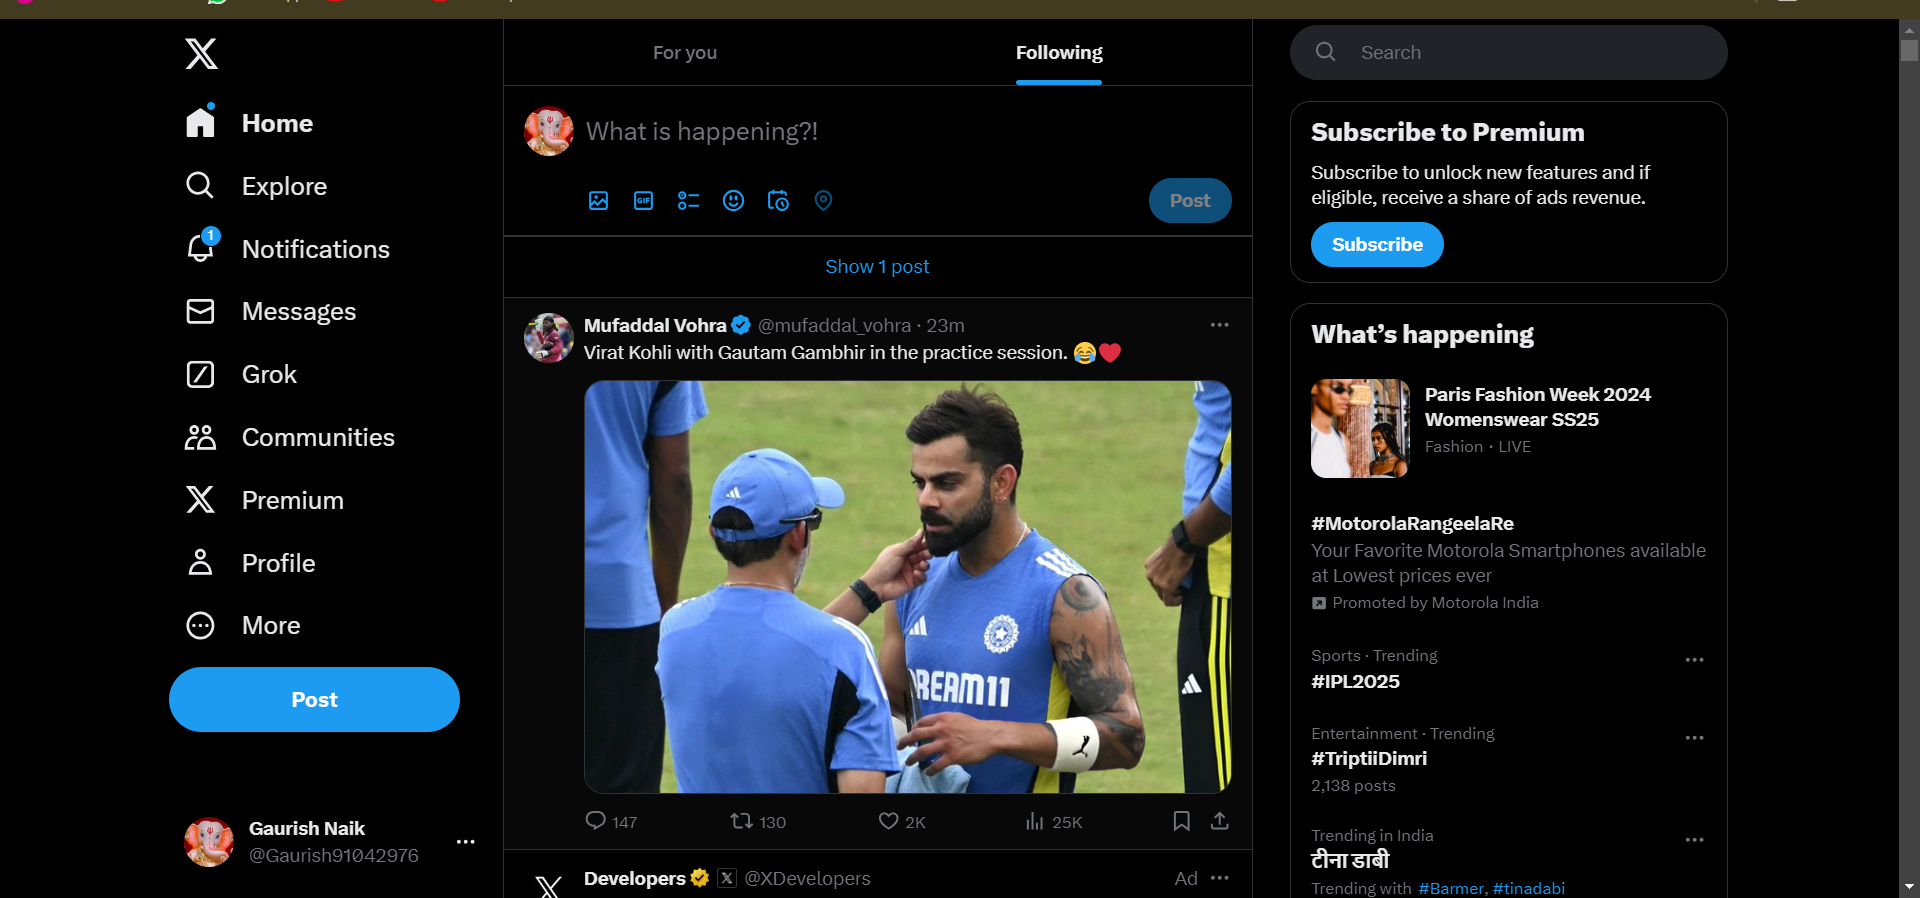 Home
Explore
1
Notifications
Messages
Grok
Communities
Premium
Profile
More
Post
Gaurish Naik
@Gaurish91042976
For you
Following
What is happening?!
GIF
Post
Show 1 post
Mufaddal Vohra @mufaddal_vohra · 23m
Virat Kohli with Gautam Gambhir in the practice session. 😂❤️
DREAM11
147
130
2K
25K
Developers @XDevelopers
Ad
Search
Subscribe to Premium
Subscribe to unlock new features and if
eligible, receive a share of ads revenue.
Subscribe
What’s happening
Paris Fashion Week 2024
Womenswear SS25
Fashion · LIVE
#MotorolaRangeelaRe
Your Favorite Motorola Smartphones available
at Lowest prices ever
Promoted by Motorola India
Sports · Trending
#IPL2025
Entertainment · Trending
#TriptiiDimri
2,138 posts
Trending in India
टीना डाबी
Trending with #Barmer, #tinadabi